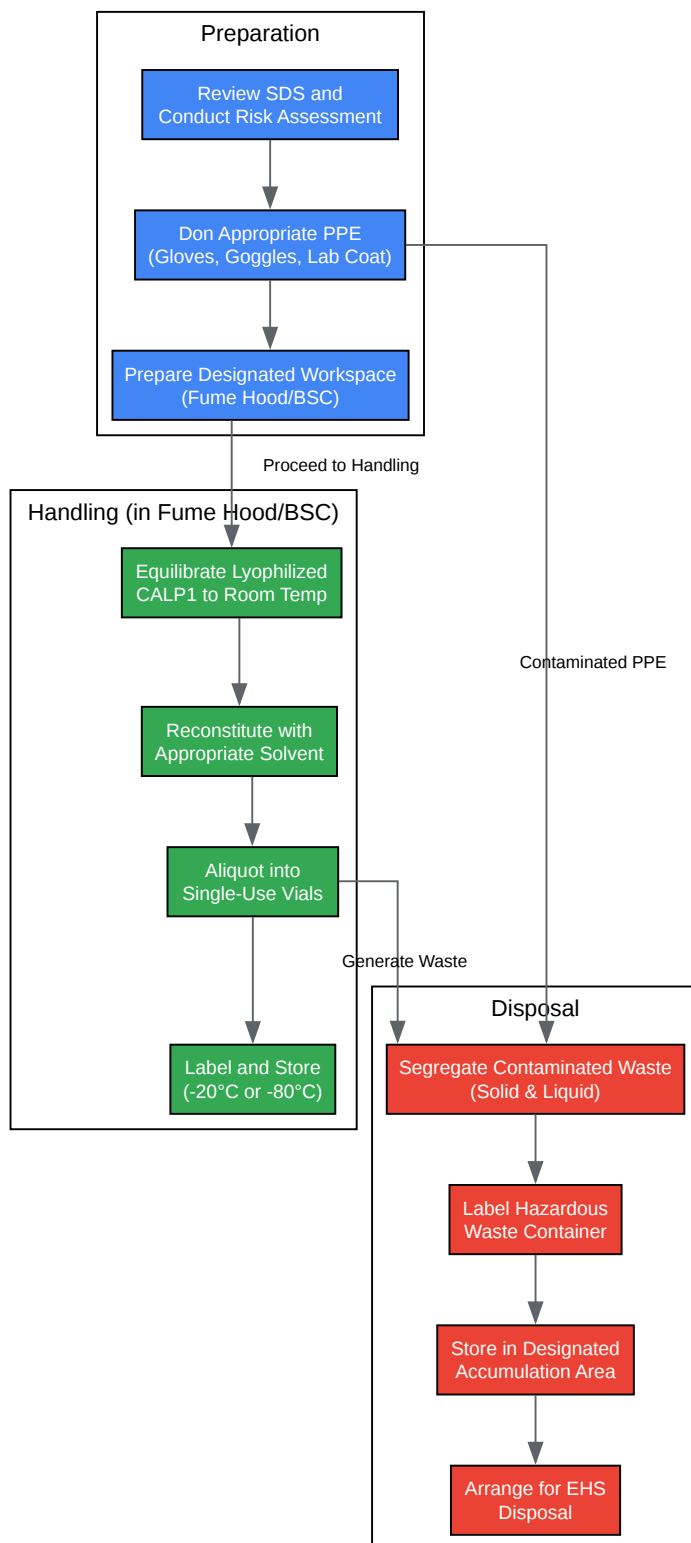 Preparation
Review SDS and
Conduct Risk Assessment
Don Appropriate PPE
(Gloves, Goggles, Lab Coat)
Prepare Designated Workspace
(Fume Hood/BSC)
Proceed to Handling
Handling (in Fume Hood/BSC)
Equilibrate Lyophilized
CALP1 to Room Temp
Contaminated PPE
Reconstitute with
Appropriate Solvent
Aliquot into
Single-Use Vials
Generate Waste
Label and Store
(-20°C or -80°C)
Disposal
Segregate Contaminated Waste
(Solid & Liquid)
Label Hazardous
Waste Container
Store in Designated
Accumulation Area
Arrange for EHS
Disposal